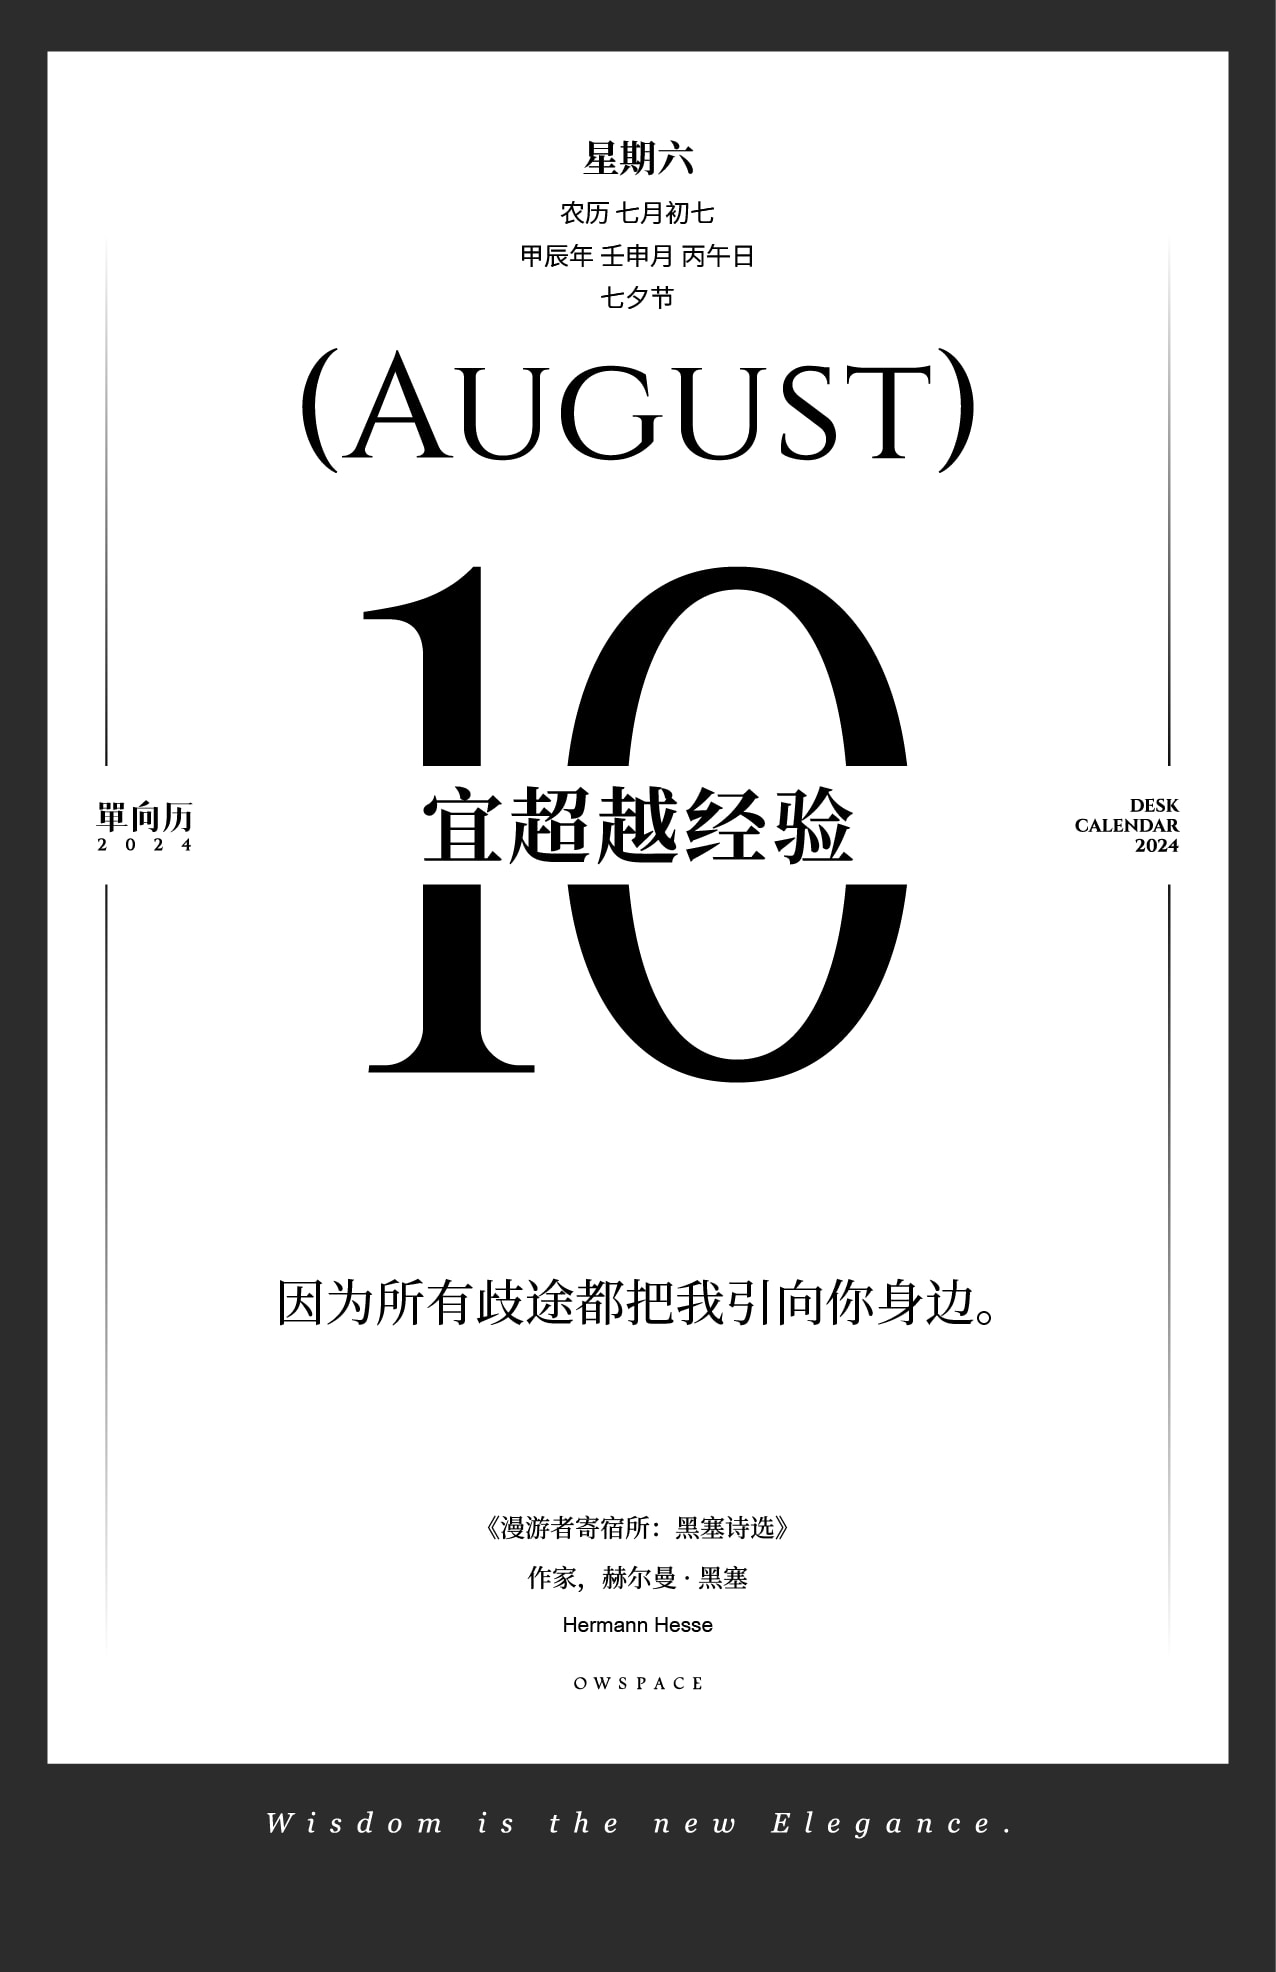 星期六
农历 七月初七
甲辰年 壬申月 丙午日
七夕节
(AUGUST)
10
單向历
2024
宜超越经验
DESK
CALENDAR
2024
因为所有歧途都把我引向你身边。
《漫游者寄宿所：黑塞诗选》
作家，赫尔曼·黑塞
Hermann Hesse
OWSPACE
Wisdom is the new Elegance.